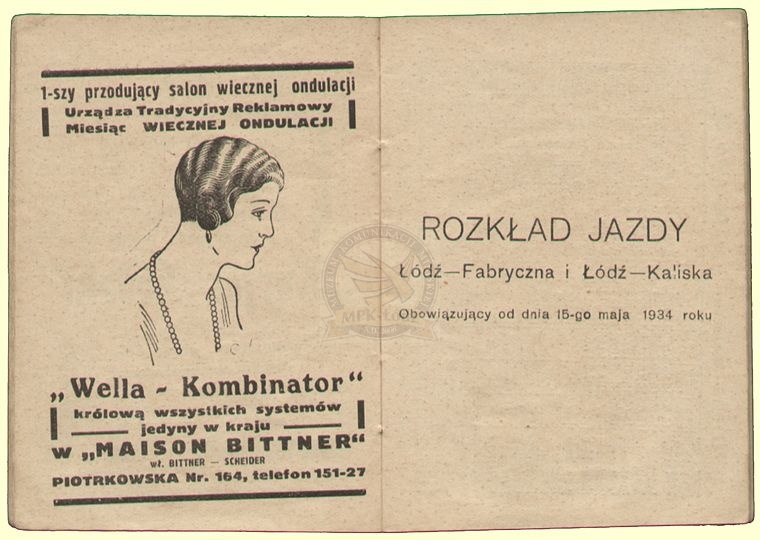 1-szy przodujący salon wiecznej ondulacji
Urządza Tradycyjny Reklamowy
Miesiąc WIECZNEJ ONDULACJI
„Wella - Kombinator“
królową wszystkich systemów
jedyny w kraju
w „MAISON BITTNER“
wł. BITTNER — SCHEIDER
PIOTRKOWSKA Nr. 164, telefon 151-27
ROZKŁAD JAZDY
Łódź—Fabryczna i Łódź—Kaliska
Obowiązujący od dnia 15-go maja 1934 roku
MPK-Łódź